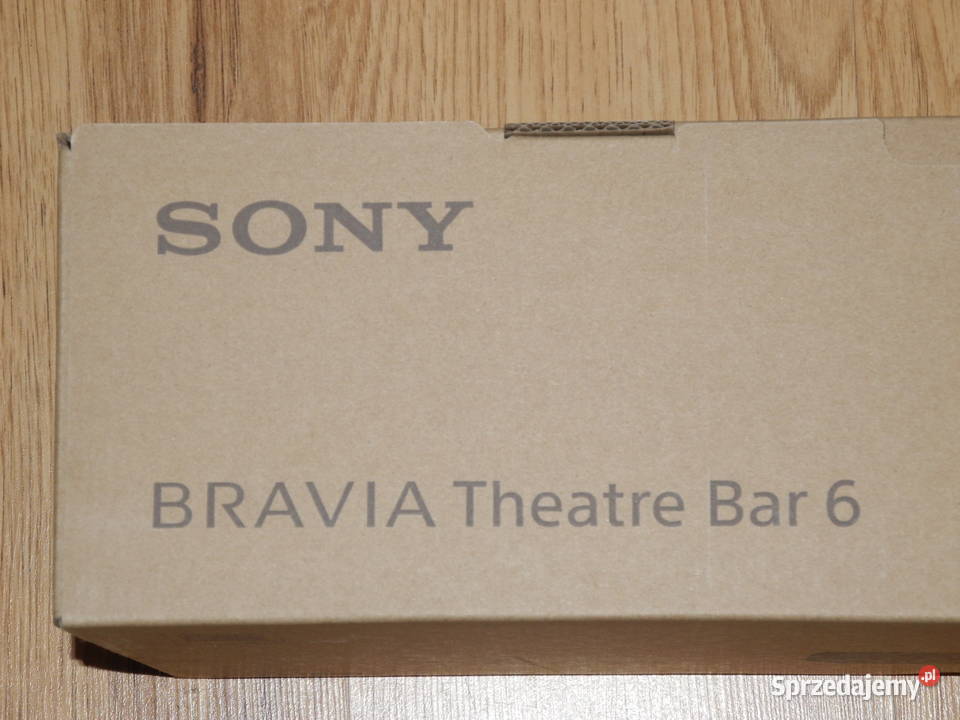 SONY
BRAVIA Theatre Bar 6
Sprzedajemy.pl